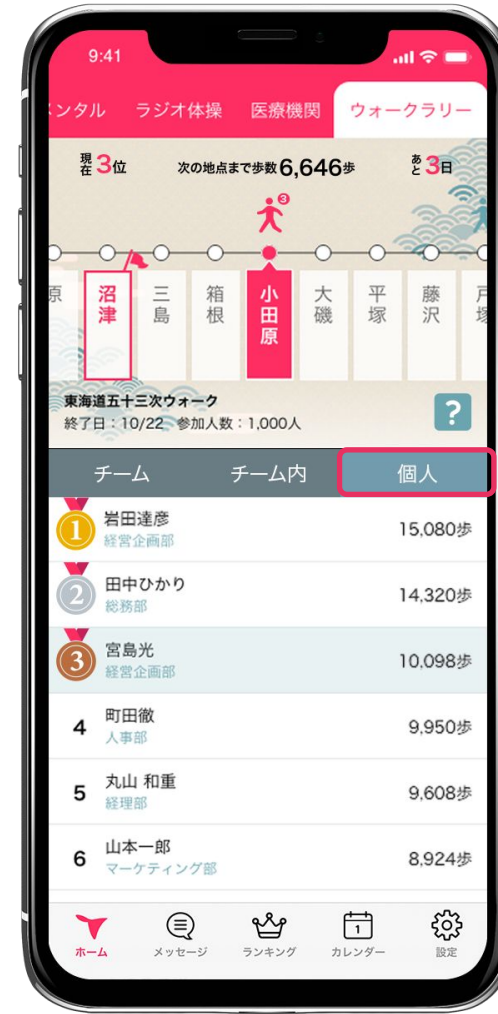 9:41
メンタル ラジオ体操 医療機関 ウォークラリー
現在3位 次の地点まで歩数6,646歩 あと3日
3
原 沼津 三島 箱根 小田原 大磯 平塚 藤沢 戸塚
東海道五十三次ウォーク
終了日：10/22 参加人数：1,000人
?
チーム チーム内 個人
1 岩田達彦 15,080歩
経営企画部
2 田中ひかり 14,320歩
総務部
3 宮島光 10,098歩
経営企画部
4 町田徹 9,950歩
人事部
5 丸山 和重 9,608歩
経理部
6 山本一郎 8,924歩
マーケティング部
1
ホーム メッセージ ランキング カレンダー 設定